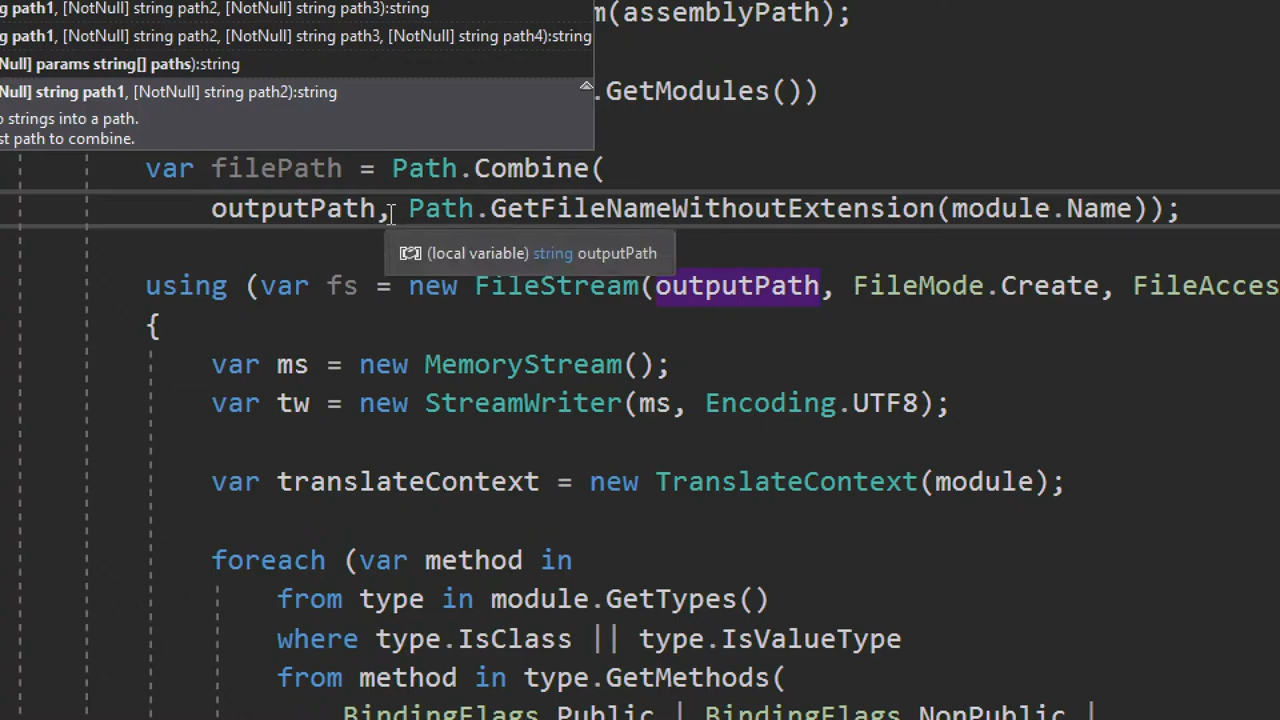 g path1, [NotNull] string path2, [NotNull] string path3):string
g path1, [NotNull] string path2, [NotNull] string path3, [NotNull] string path4):string
Null] params string[] paths):string
Null] string path1, [NotNull] string path2):string
o strings into a path.
st path to combine.
m(assemblyPath);
.GetModules())
var filePath = Path.Combine(
outputPath, Path.GetFileNameWithoutExtension(module.Name));
(local variable) string outputPath
using (var fs = new FileStream(outputPath, FileMode.Create, FileAcces
{
var ms = new MemoryStream();
var tw = new StreamWriter(ms, Encoding.UTF8);
var translateContext = new TranslateContext(module);
foreach (var method in
from type in module.GetTypes()
where type.IsClass || type.IsValueType
from method in type.GetMethods(
BindingFlags.Public | BindingFlags.NonPublic |